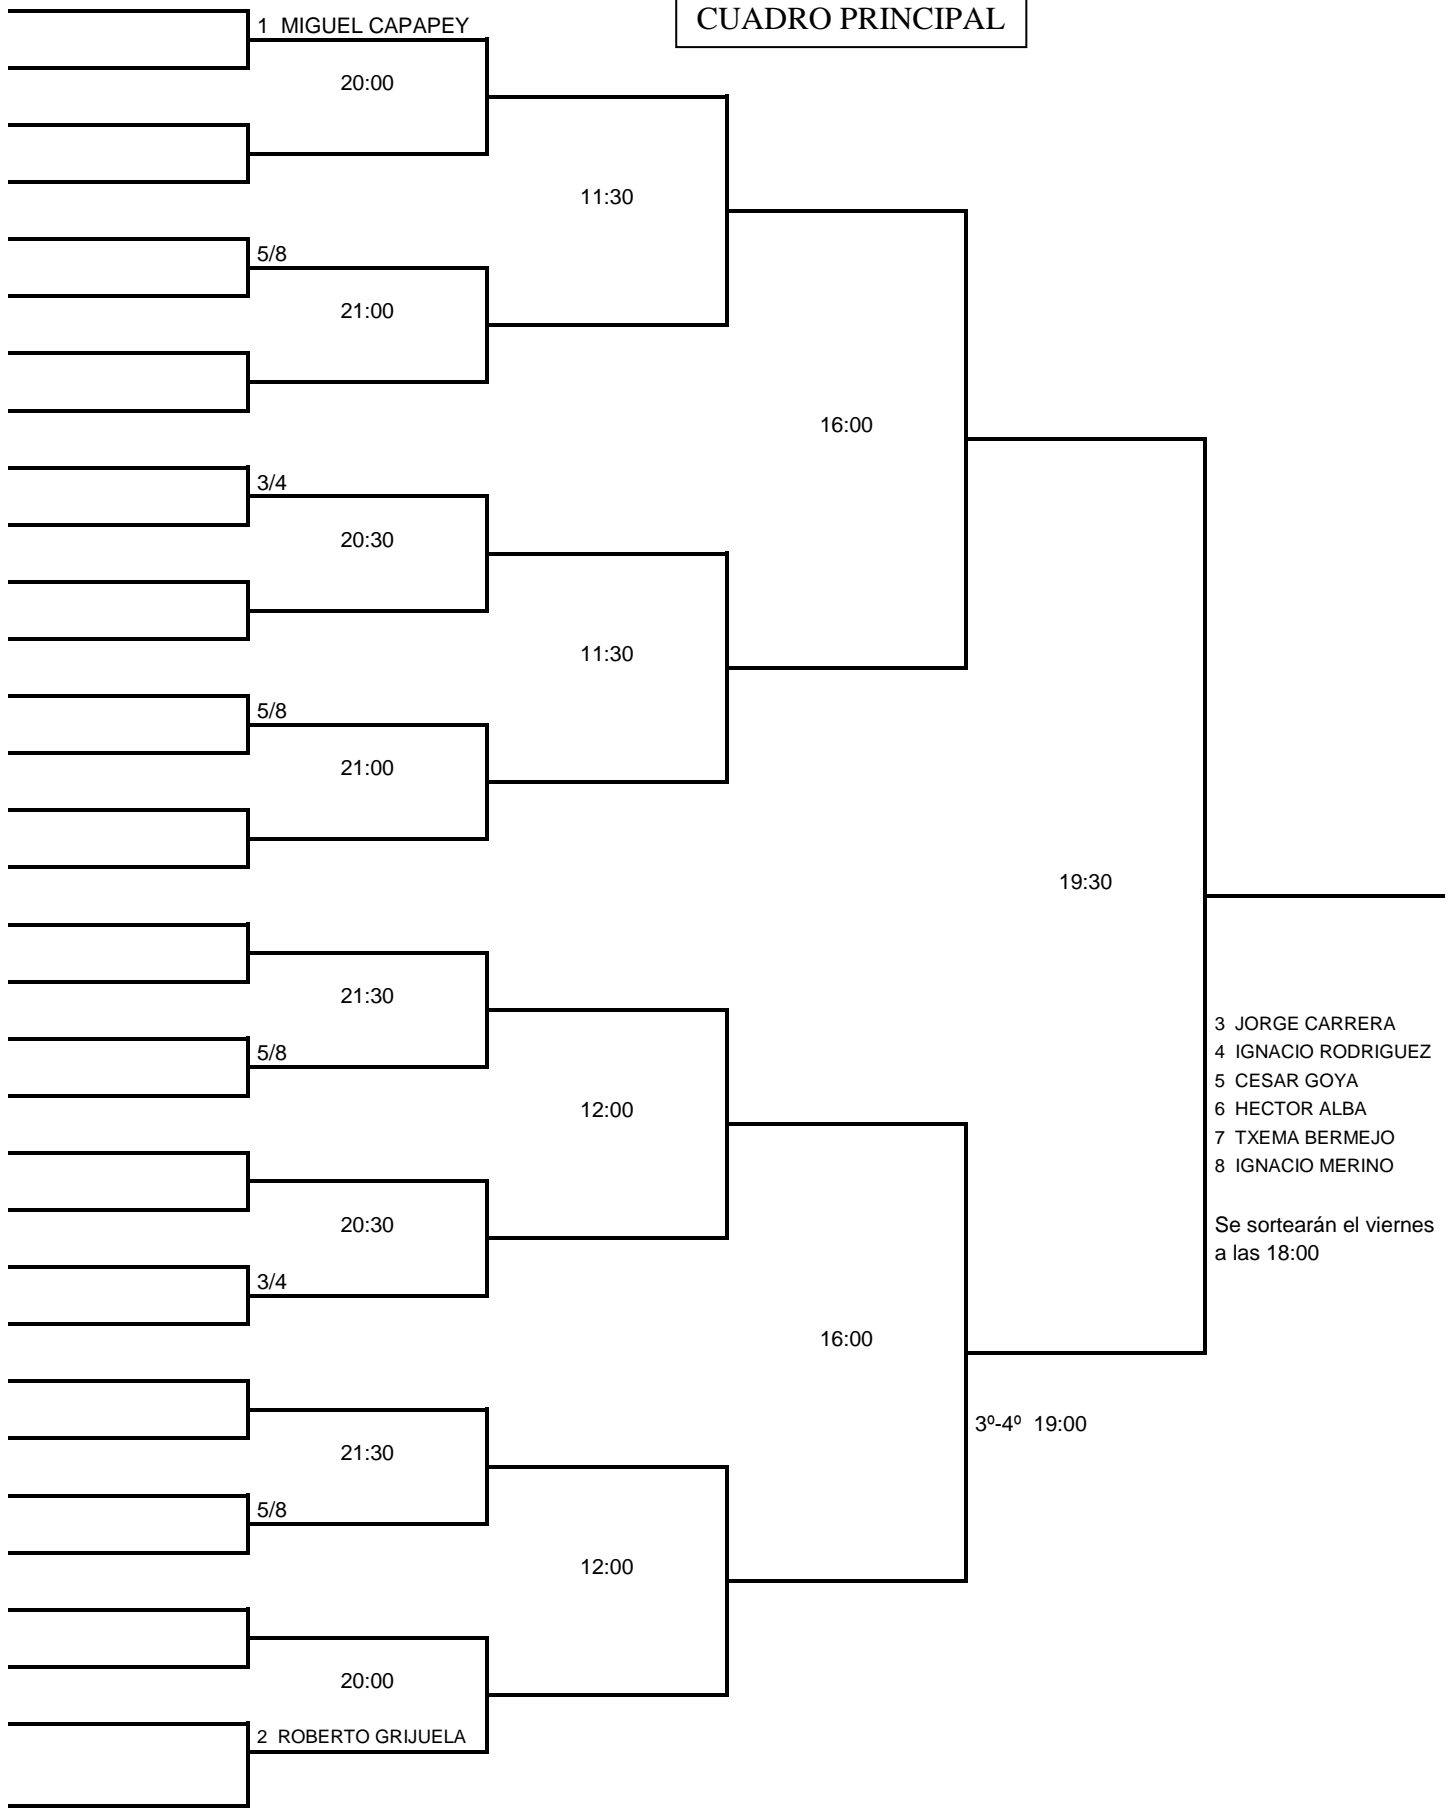 CUADRO PRINCIPAL
1 MIGUEL CAPAPEY
20:00
11:30
5/8
21:00
16:00
3/4
20:30
11:30
5/8
21:00
19:30
21:30
3 JORGE CARRERA
4 IGNACIO RODRIGUEZ
5/8
5 CESAR GOYA
12:00
6 HECTOR ALBA
7 TXEMA BERMEJO
8 IGNACIO MERINO
20:30
Se sortearán el viernes
a las 18:00
3/4
16:00
3º-4º 19:00
21:30
5/8
12:00
20:00
2 ROBERTO GRIJUELA